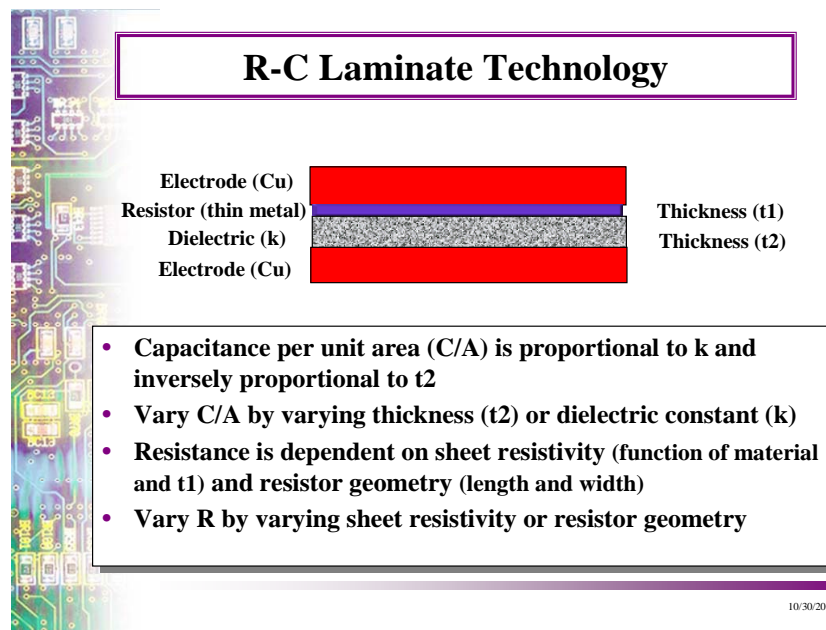 R-C Laminate Technology
Electrode (Cu)
Resistor (thin metal)
Thickness (t1)
Dielectric (k)
Thickness (t2)
Electrode (Cu)
• Capacitance per unit area (C/A) is proportional to k and
inversely proportional to t2
• Vary C/A by varying thickness (t2) or dielectric constant (k)
• Resistance is dependent on sheet resistivity (function of material
and t1) and resistor geometry (length and width)
• Vary R by varying sheet resistivity or resistor geometry
10/30/20